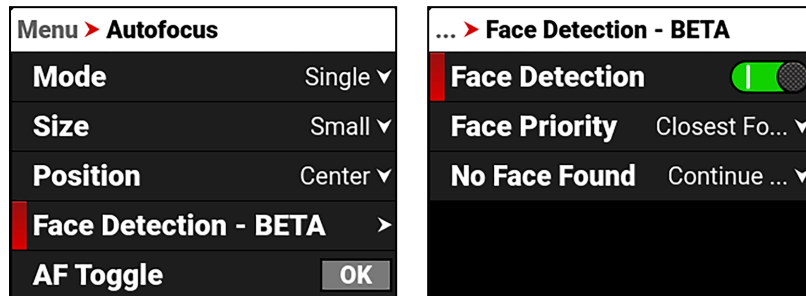 Menu > Autofocus
Mode Single
Size Small
Position Center
Face Detection - BETA >
AF Toggle OK
... > Face Detection - BETA
Face Detection
Face Priority Closest Fo...
No Face Found Continue ...